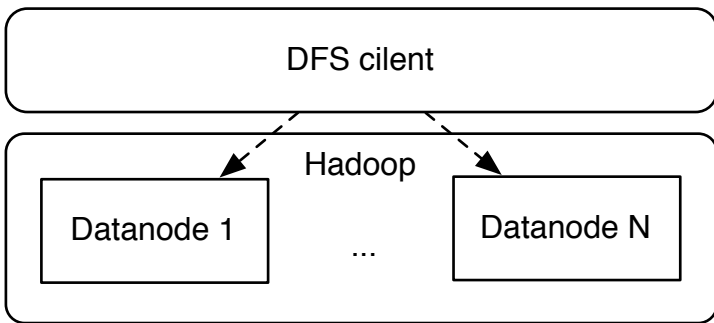 DFS cilent
Hadoop
Datanode 1
...
Datanode N